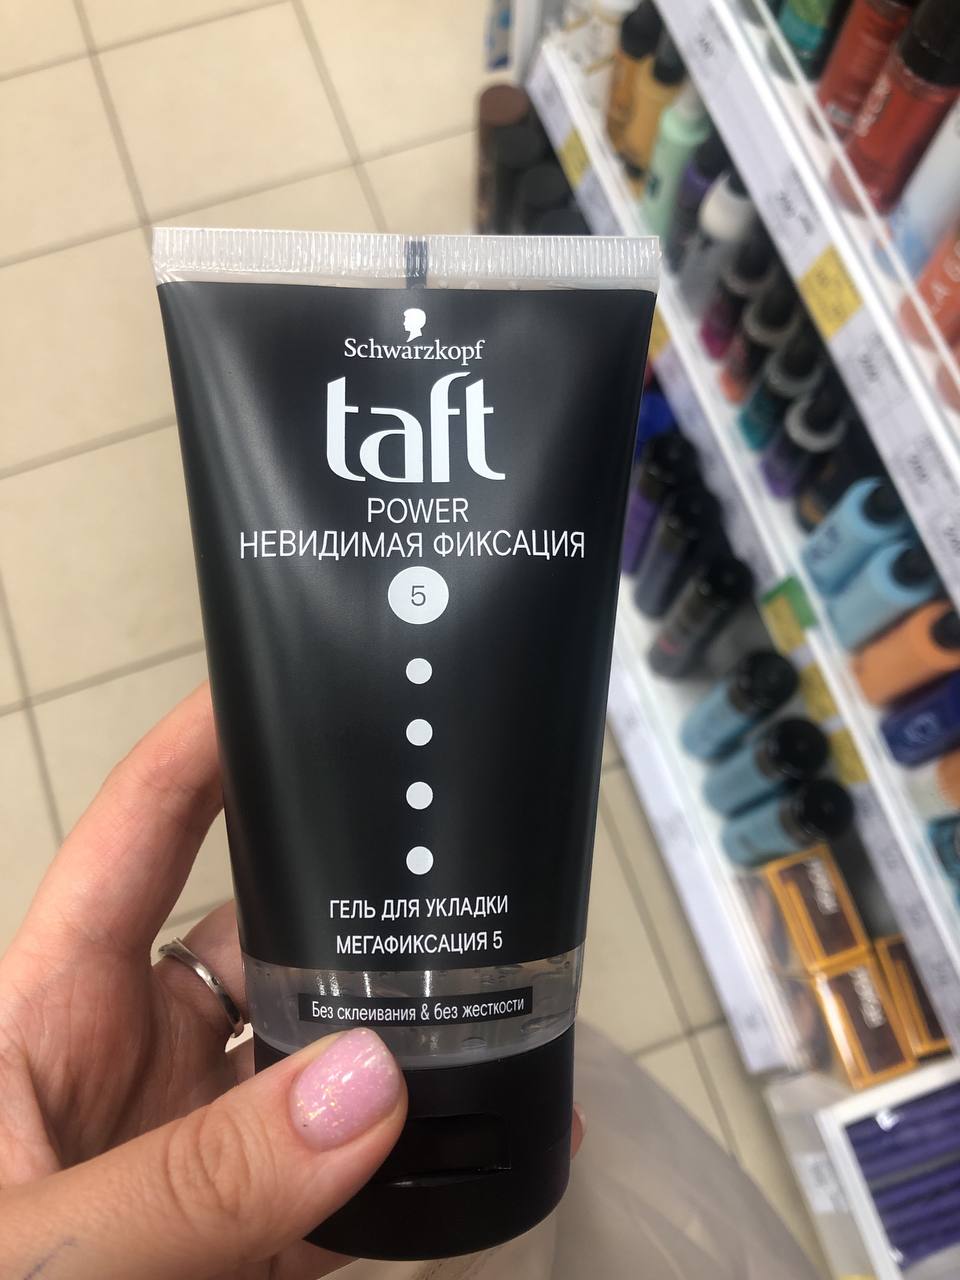 Schwarzkopf
taft
POWER
НЕВИДИМАЯ ФИКСАЦИЯ
5
ГЕЛЬ ДЛЯ УКЛАДКИ
МЕГАФИКСАЦИЯ 5
Без склеивания & без жесткости